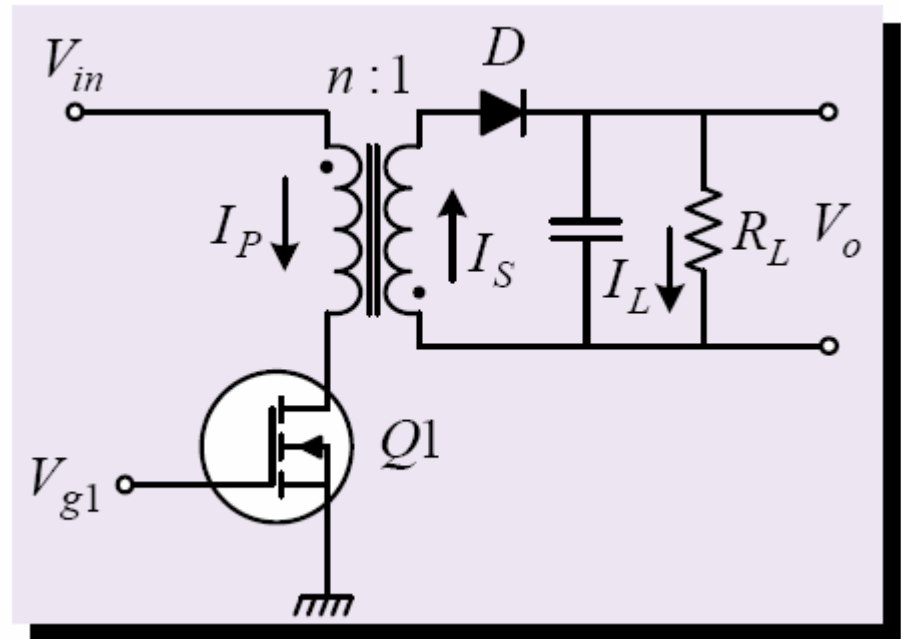 V_in
n : 1
D
I_P
I_S
I_L
R_L
V_o
Q1
V_g1